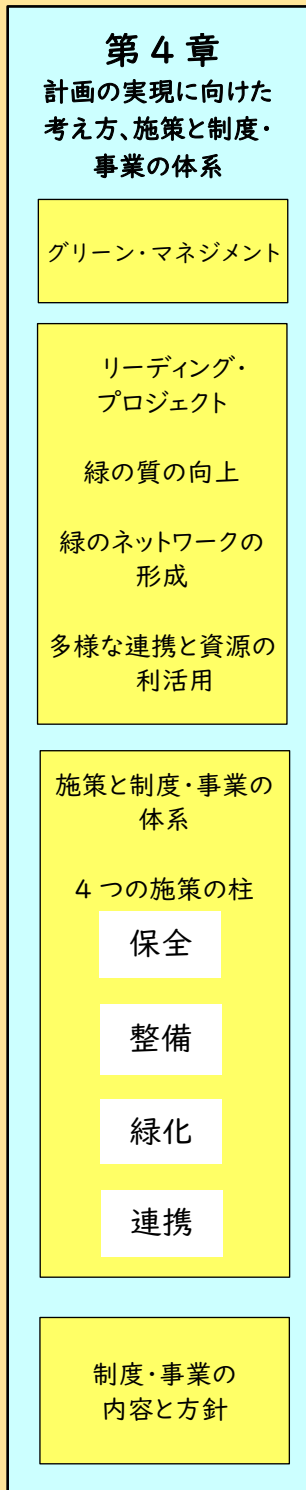 第4章
計画の実現に向けた
考え方、施策と制度・
事業の体系
グリーン・マネジメント
リーディング・
プロジェクト
緑の質の向上
緑のネットワークの
形成
多様な連携と資源の
利活用
施策と制度・事業の
体系
4つの施策の柱
保全
整備
緑化
連携
制度・事業の
内容と方針